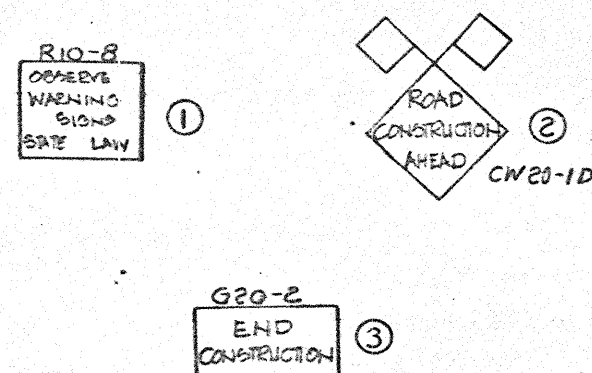 R10-8
OBSERVE
WARNING
SIGNS
STATE LAW
1
ROAD
CONSTRUCTION
AHEAD
2
CW20-1D
G20-2
END
CONSTRUCTION
3